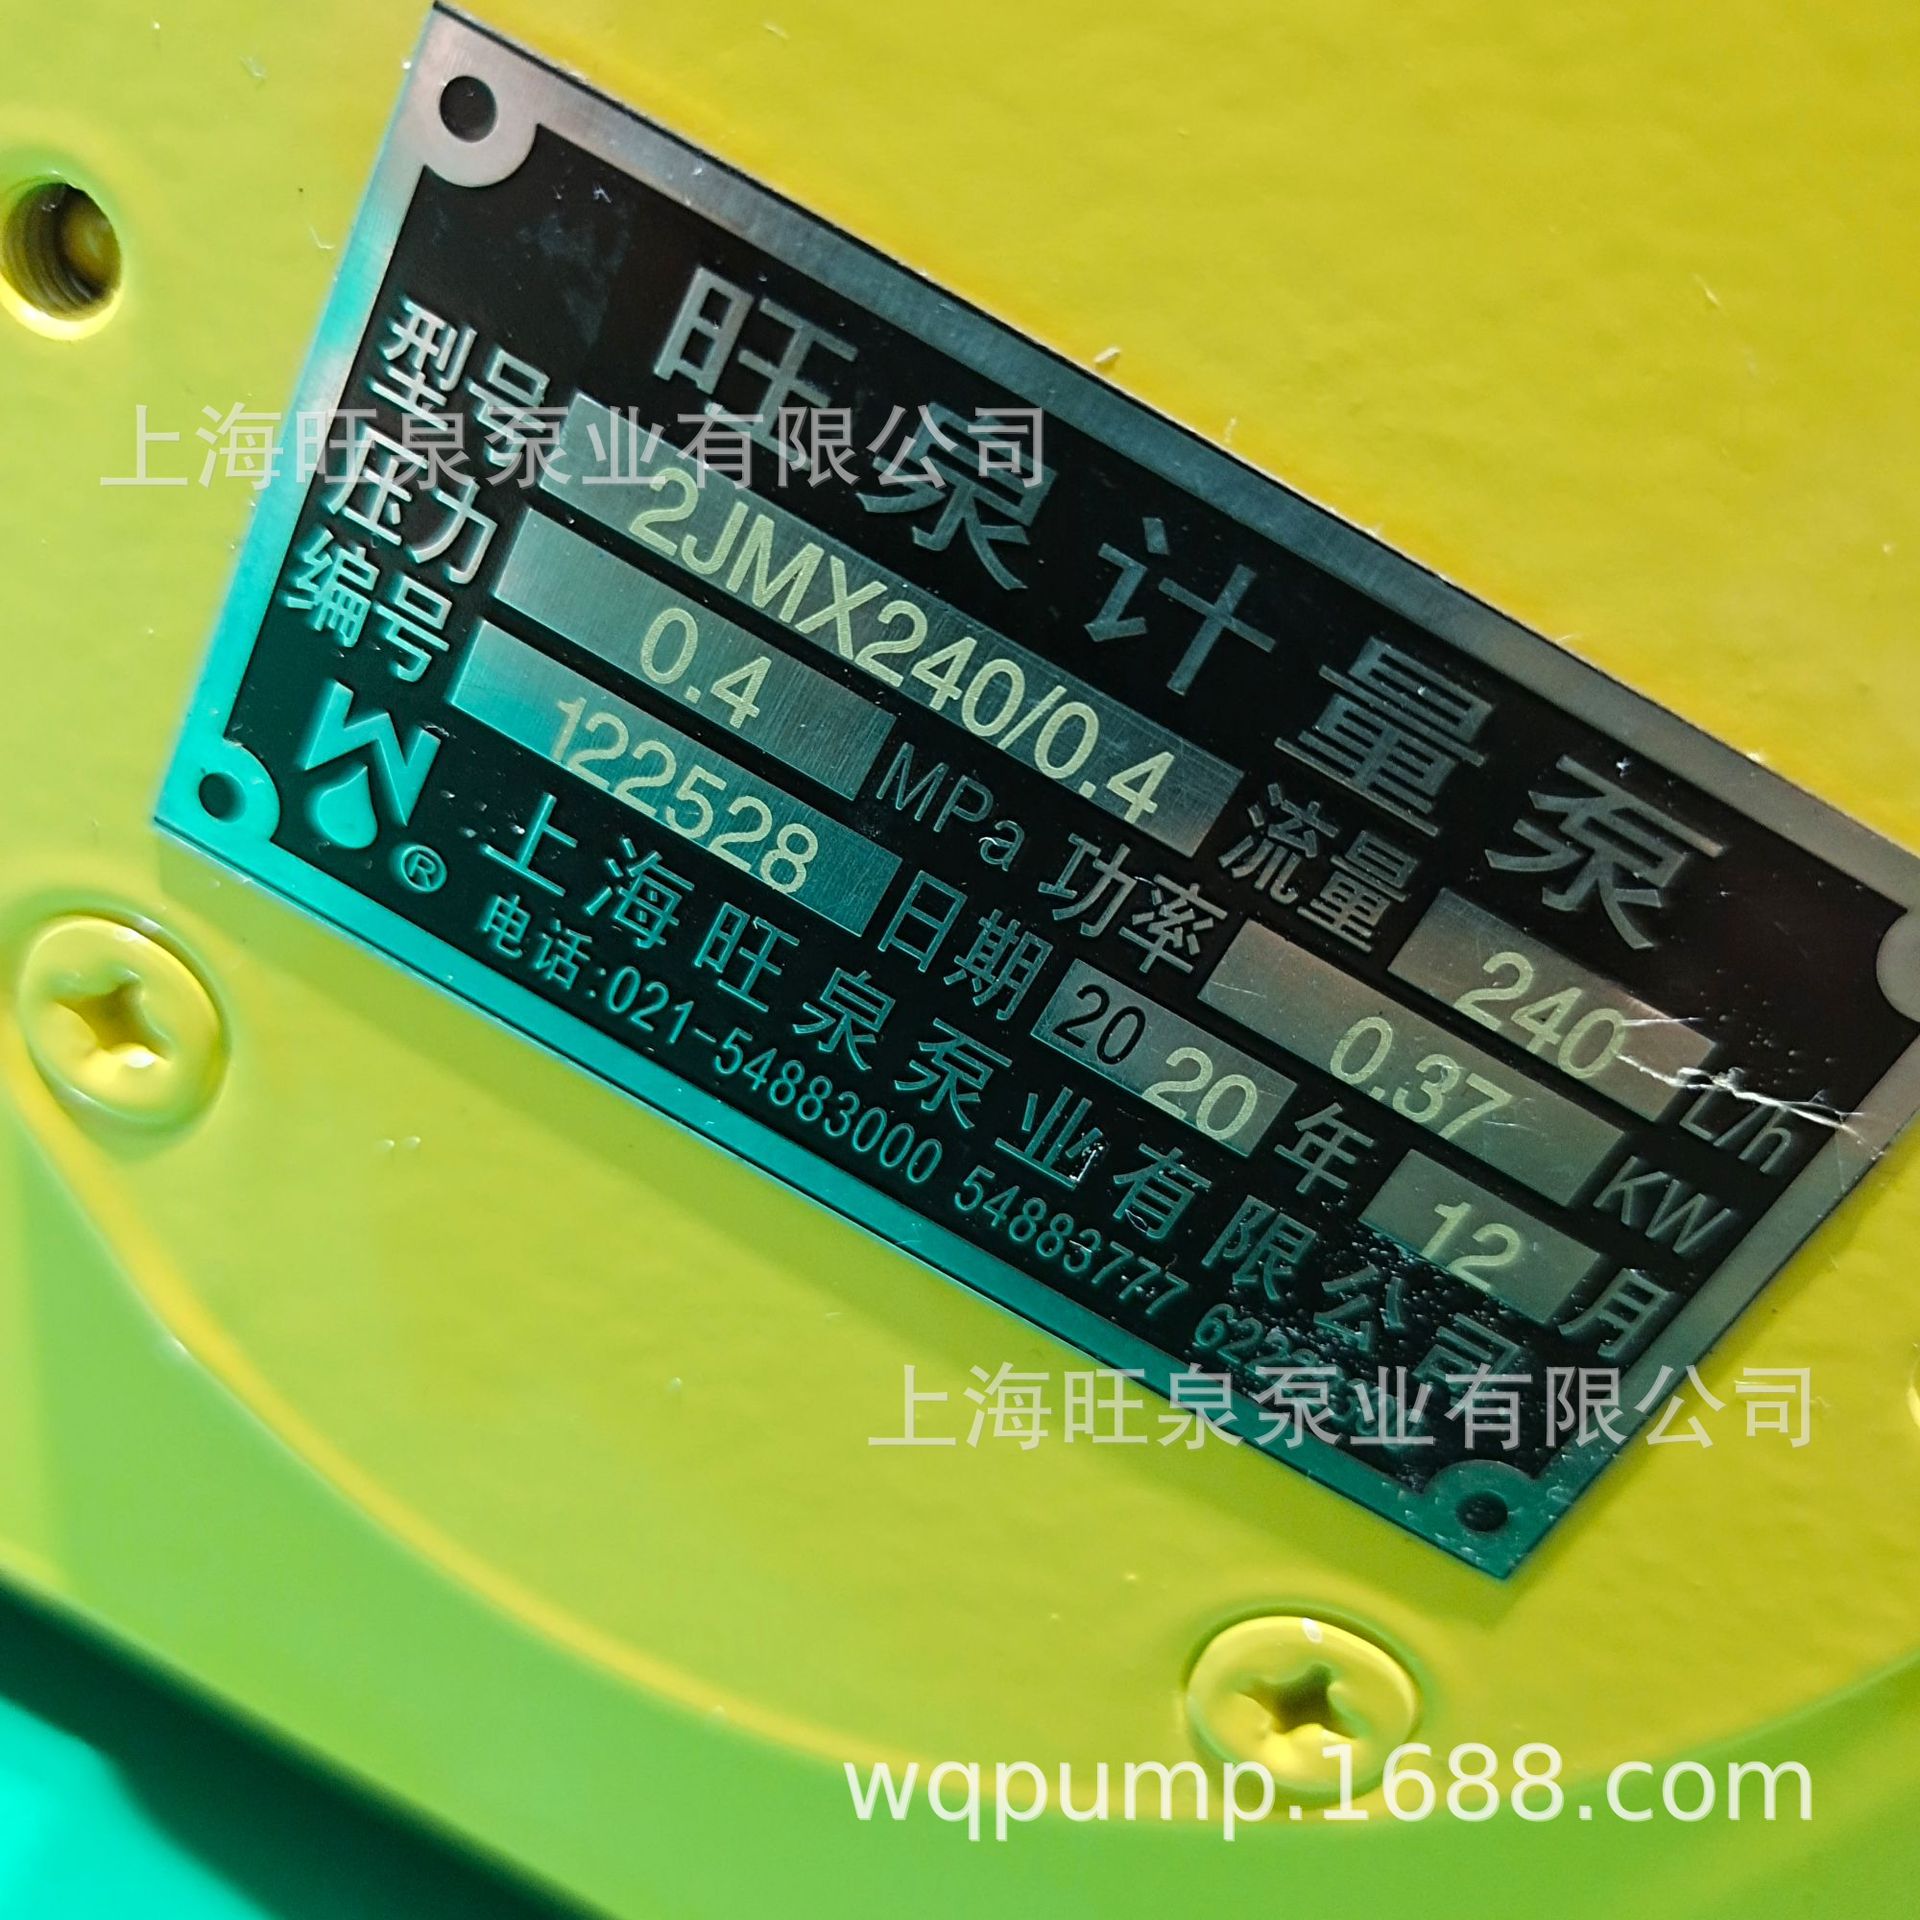 旺泉计量泵
型号 2JMX240/0.4 流量 240 L/h
压力 0.4 MPa 功率 0.37 KW
编号 122528 日期 2020 年 12 月
W ® 上海旺泉泵业有限公司
电话:021-54883000 54883777
上海旺泉泵业有限公司
上海旺泉泵业有限公司
wqpump.1688.com